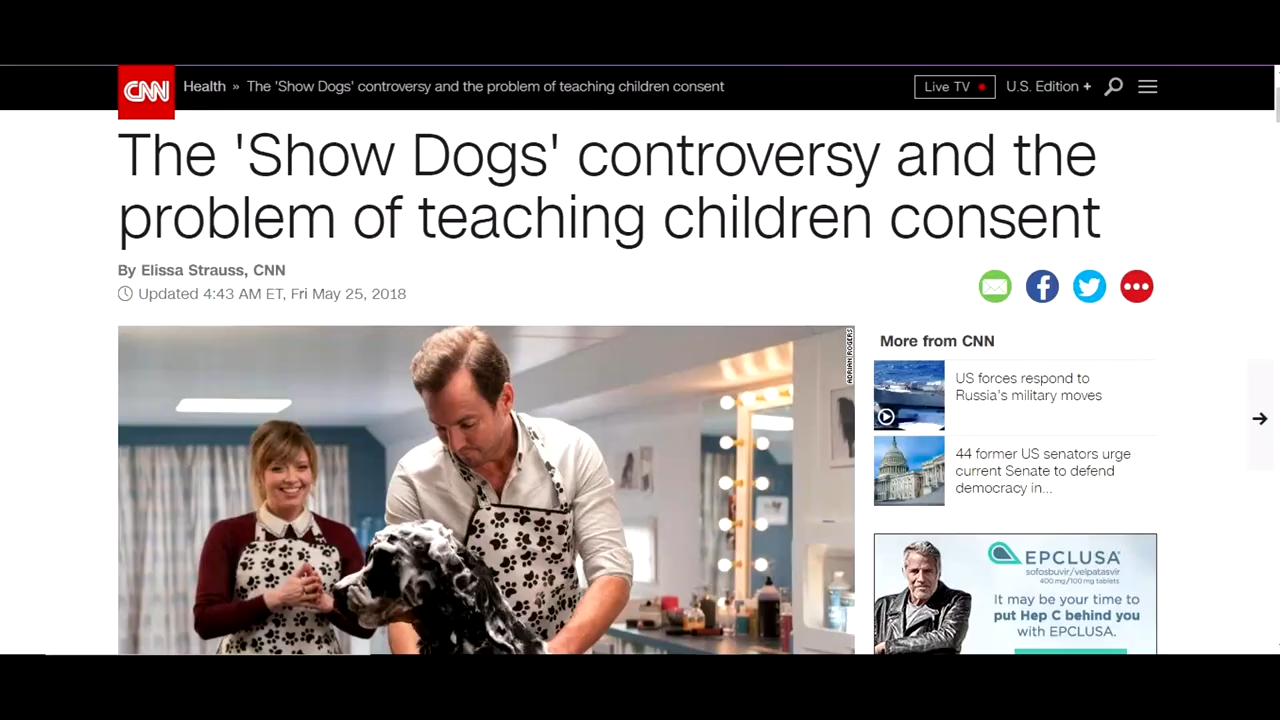 CNN
Health » The 'Show Dogs' controversy and the problem of teaching children consent
Live TV
U.S. Edition +
The 'Show Dogs' controversy and the
problem of teaching children consent
By Elissa Strauss, CNN
Updated 4:43 AM ET, Fri May 25, 2018
ADRIAN ROGERS
More from CNN
US forces respond to
Russia's military moves
44 former US senators urge
current Senate to defend
democracy in...
EPCLUSA
sofosbuvir/velpatasvir
400 mg/100 mg tablets
It may be your time to
put Hep C behind you
with EPCLUSA.